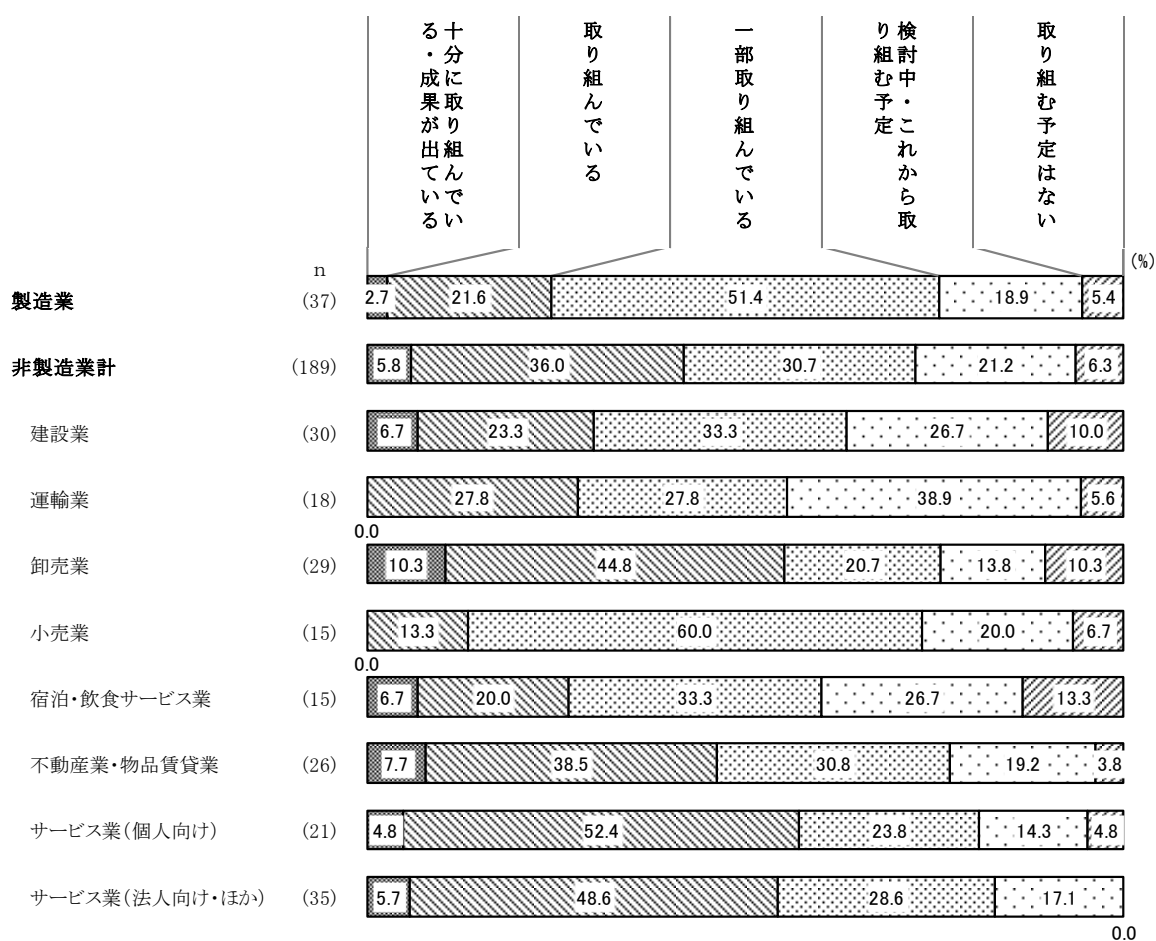 十分に取り組んでい
る・成果が出ている
取り組んでいる
一部取り組んでいる
検討中・これから取
り組む予定
取り組む予定はない
(%)
n
製造業 (37) 2.7 21.6 51.4 18.9 5.4
非製造業計 (189) 5.8 36.0 30.7 21.2 6.3
建設業 (30) 6.7 23.3 33.3 26.7 10.0
運輸業 (18) 27.8 27.8 38.9 5.6
0.0
卸売業 (29) 10.3 44.8 20.7 13.8 10.3
小売業 (15) 13.3 60.0 20.0 6.7
0.0
宿泊・飲食サービス業 (15) 6.7 20.0 33.3 26.7 13.3
不動産業・物品賃貸業 (26) 7.7 38.5 30.8 19.2 3.8
サービス業(個人向け) (21) 4.8 52.4 23.8 14.3 4.8
サービス業(法人向け・ほか) (35) 5.7 48.6 28.6 17.1
0.0